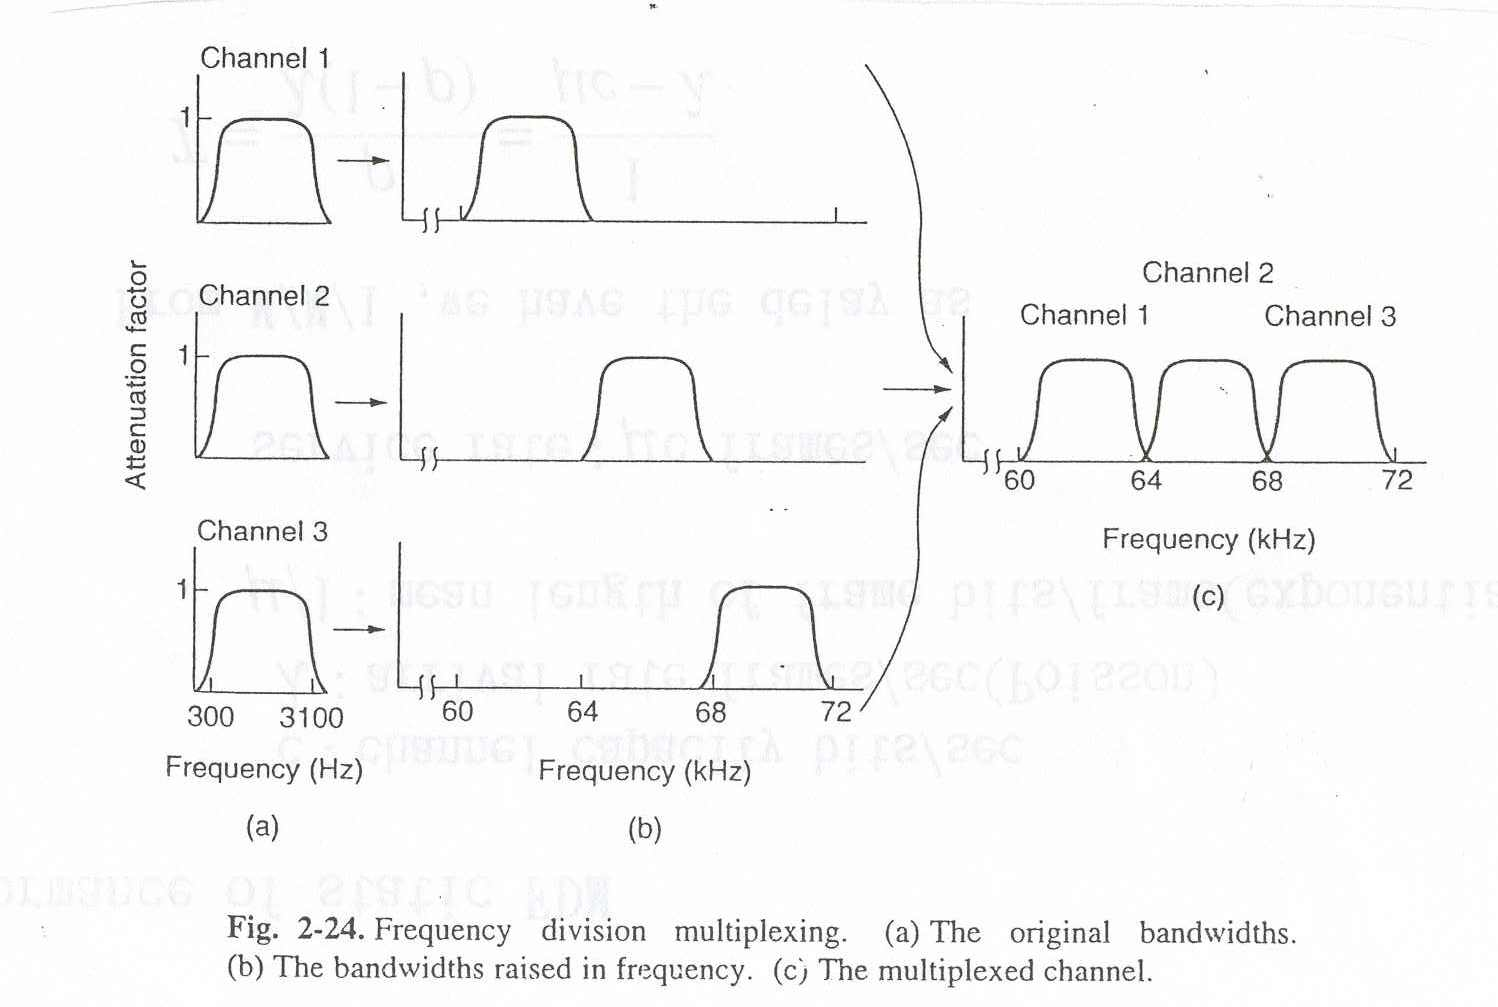 Channel 1
1
Channel 2
1
Channel 3
1
Attenuation factor
300 3100
Frequency (Hz)
(a)
60 64 68 72
Frequency (kHz)
(b)
Channel 2
Channel 1 Channel 3
60 64 68 72
Frequency (kHz)
(c)
Fig. 2-24. Frequency division multiplexing. (a) The original bandwidths.
(b) The bandwidths raised in frequency. (c) The multiplexed channel.